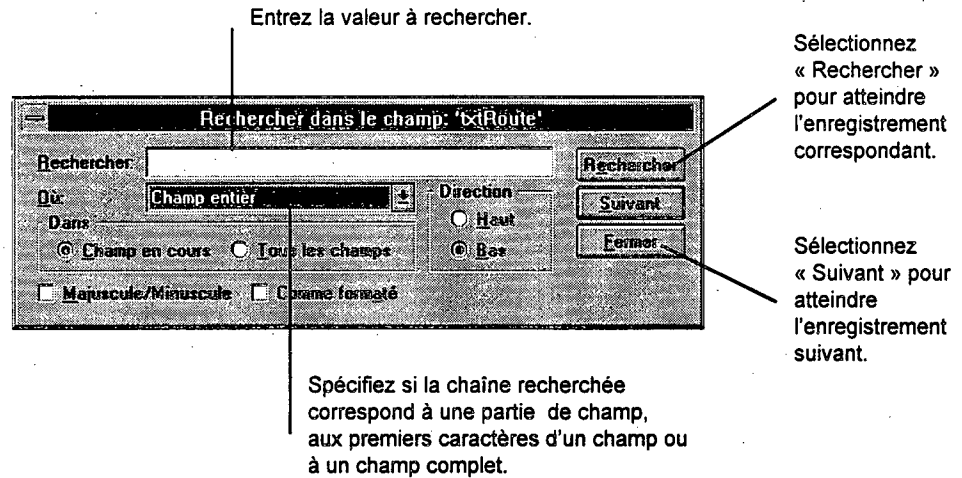 Entrez la valeur à rechercher.
Sélectionnez
« Rechercher »
pour atteindre
l'enregistrement
correspondant.
Rechercher dans le champ: 'txtRoute'
Rechercher:
Rechercher
Où:
Champ entier
Direction
Haut
Bas
Suivant
Dans
Champ en cours
Tous les champs
Fermer
Majuscule/Minuscule
Comme formaté
Sélectionnez
« Suivant » pour
atteindre
l'enregistrement
suivant.
Spécifiez si la chaîne recherchée
correspond à une partie de champ,
aux premiers caractères d'un champ ou
à un champ complet.